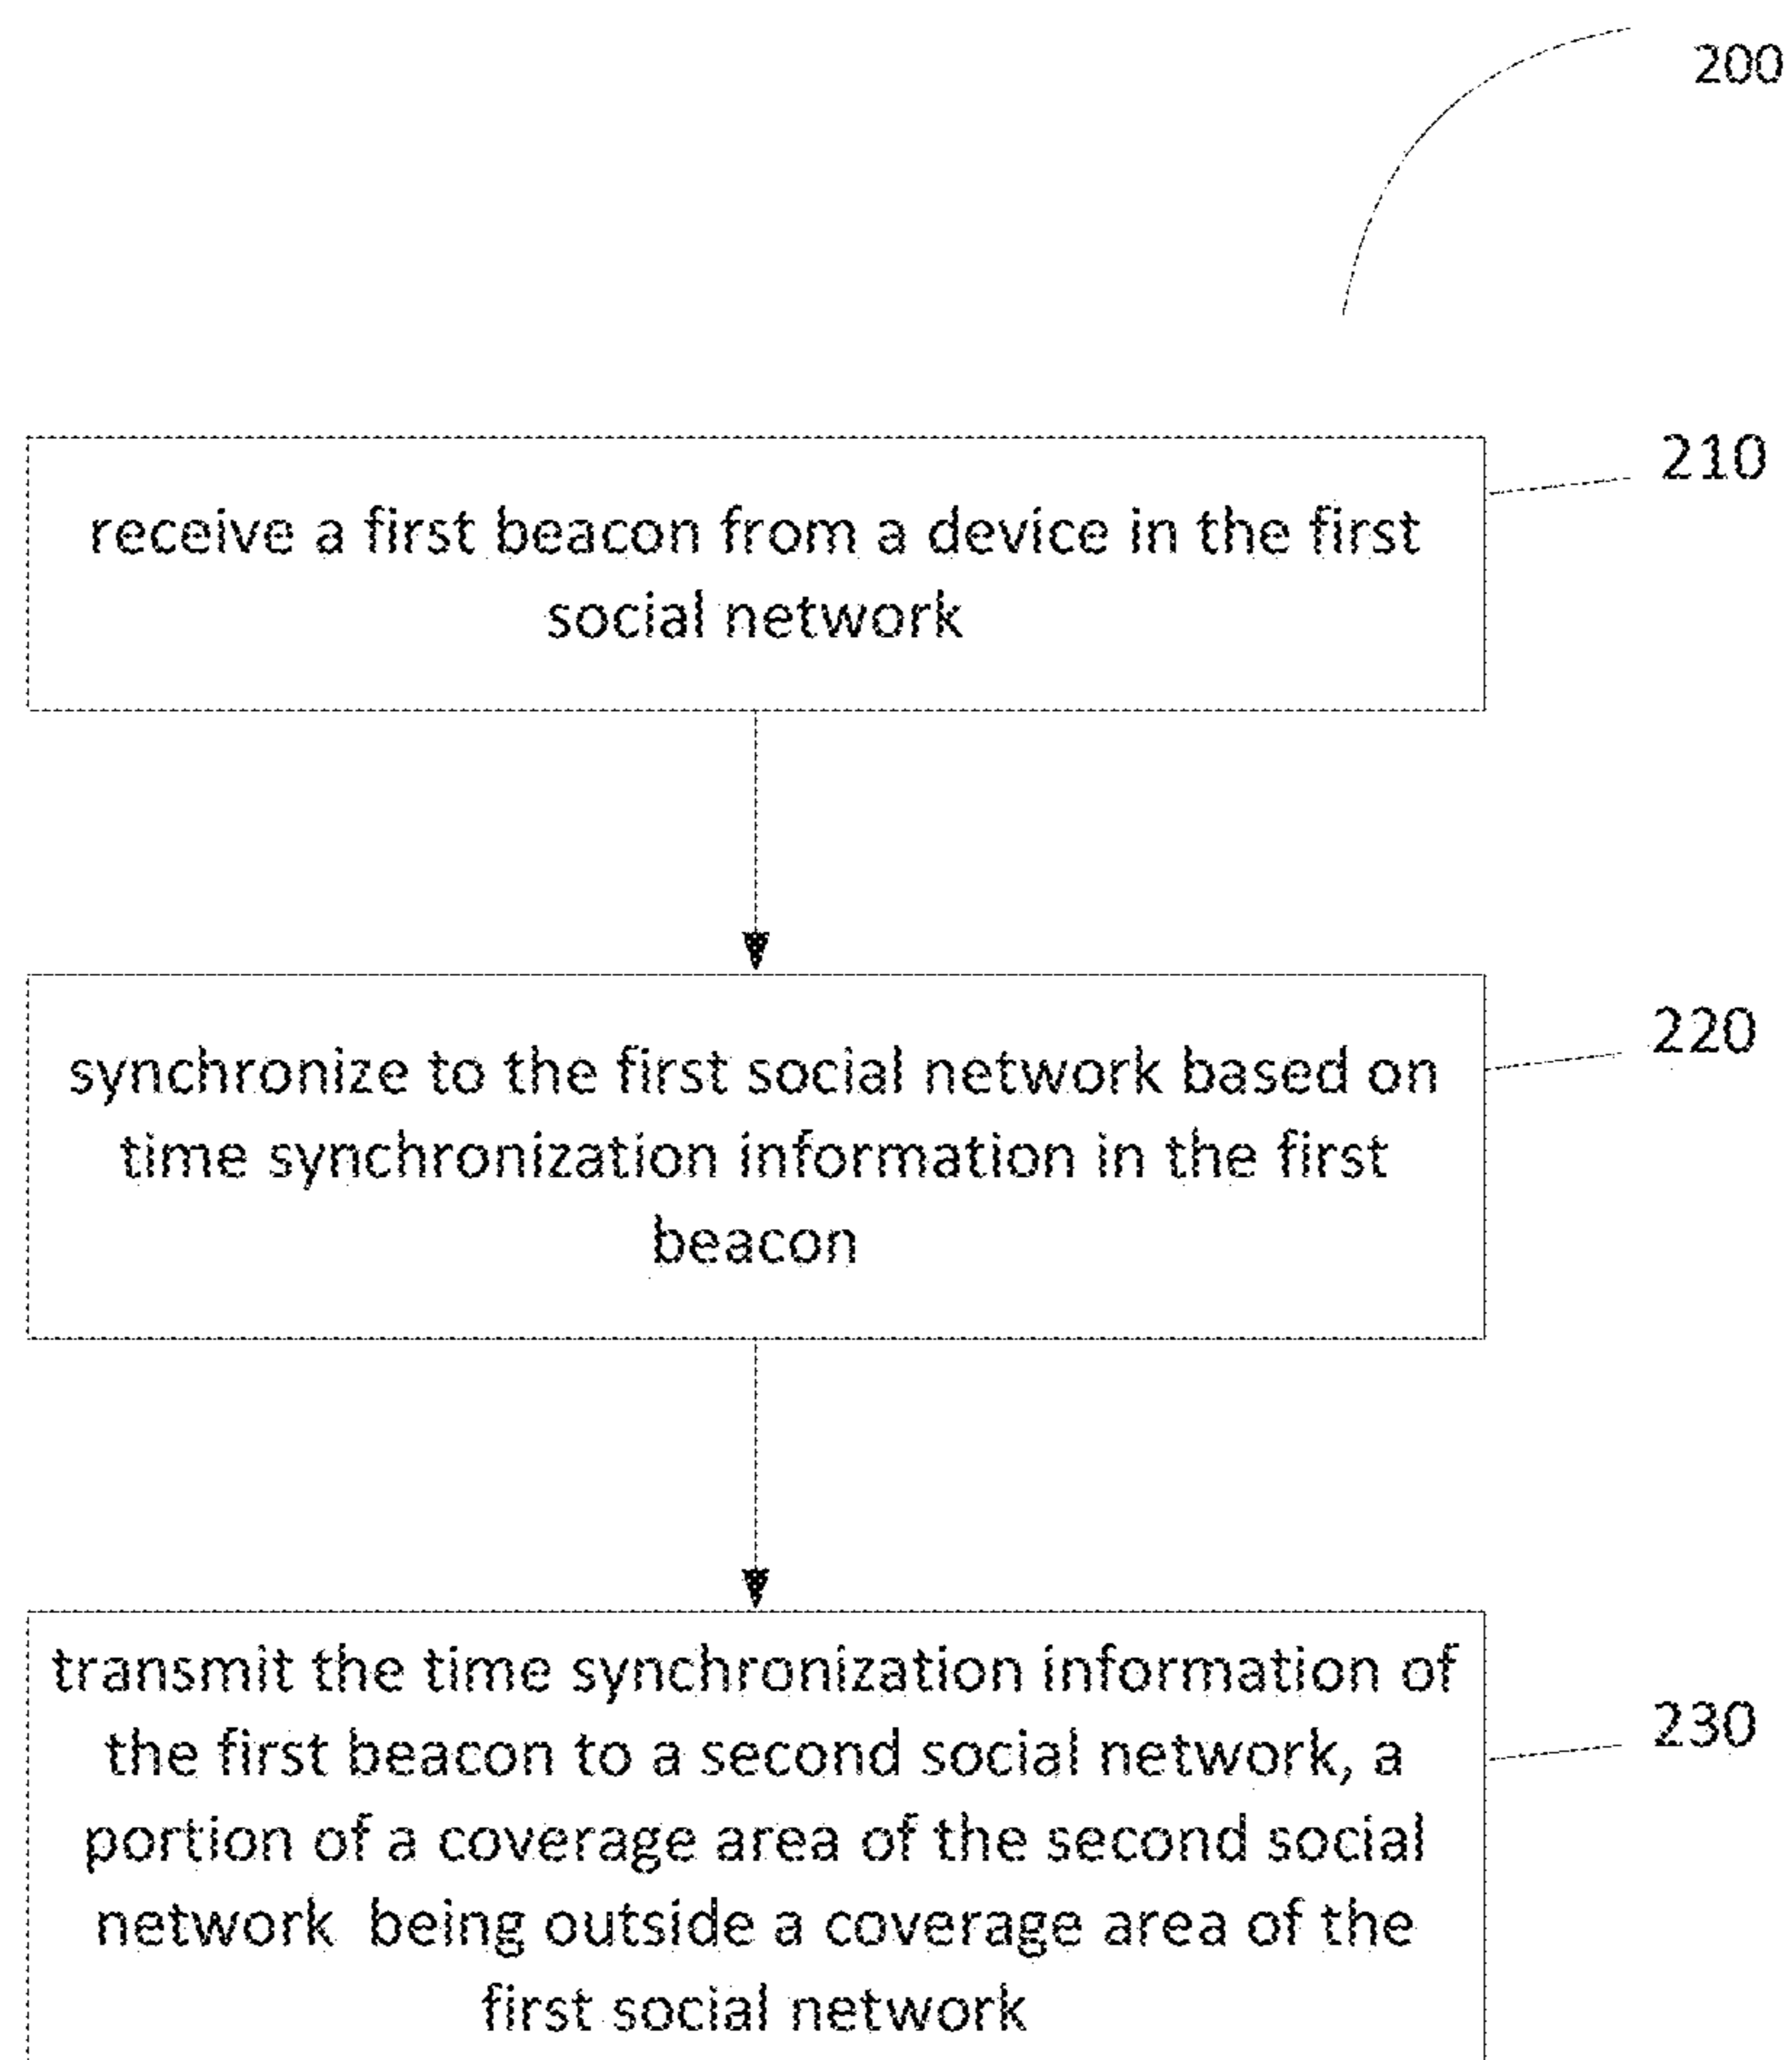 200
210
receive a first beacon from a device in the first
social network
220
synchronize to the first social network based on
time synchronization information in the first
beacon
transmit the time synchronization information of
the first beacon to a second social network, a
230
portion of a coverage area of the second social
network being outside a coverage area of the
first social network